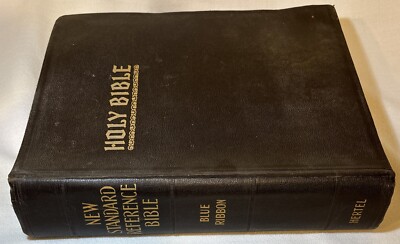 HOLY BIBLE
NEW
STANDARD
REFERENCE
BIBLE
BLUE
RIBBON
HERTEL